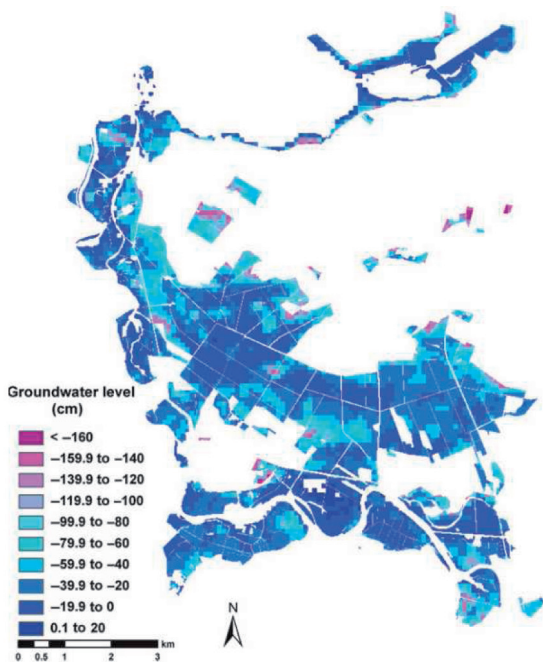 Groundwater level
(cm)
< –160
–159.9 to –140
–139.9 to –120
–119.9 to –100
–99.9 to –80
–79.9 to –60
–59.9 to –40
–39.9 to –20
–19.9 to 0
0.1 to 20
N
km
0 0.5 1 2 3